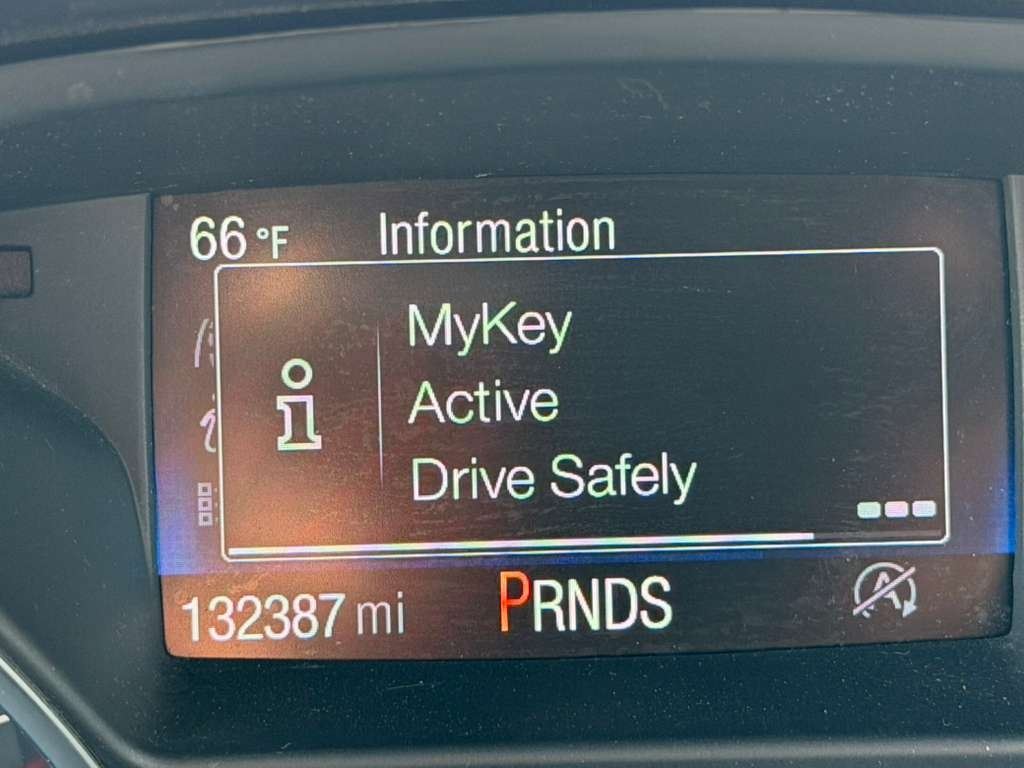 66 °F Information
MyKey
Active
Drive Safely
132387 mi PRNDS
A